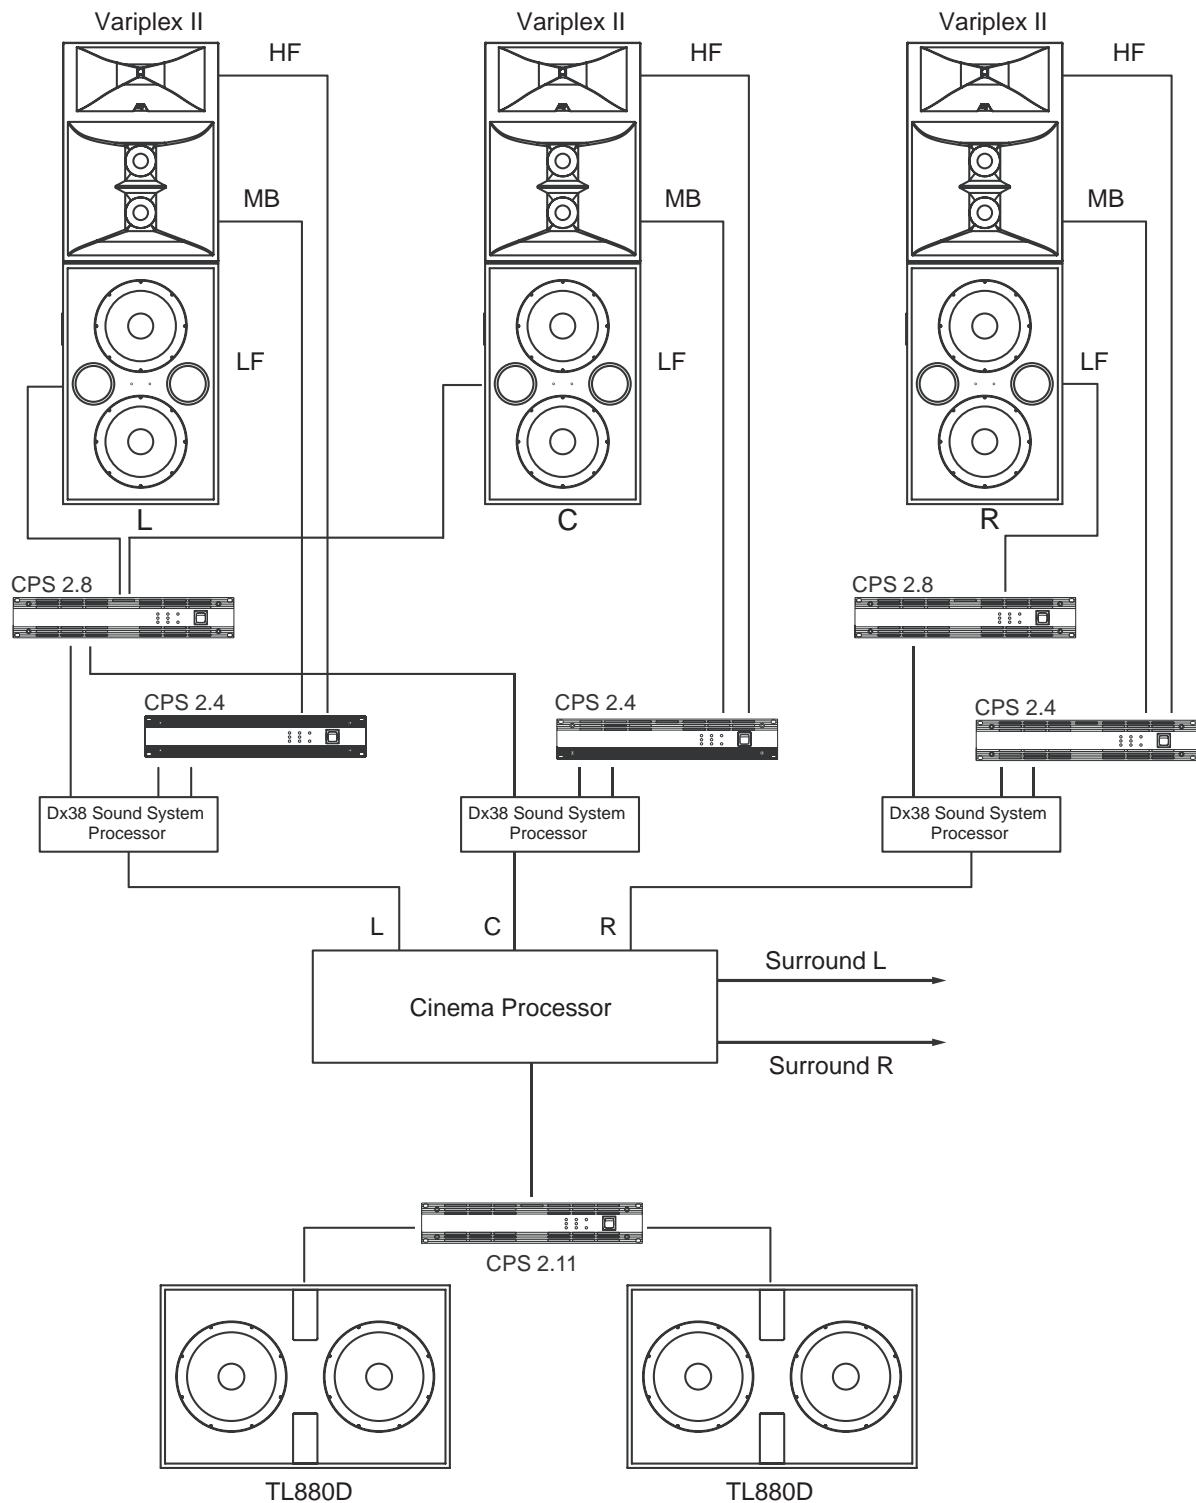 Variplex II
Variplex II
Variplex II
HF
HF
HF
MB
MB
MB
LF
LF
LF
L
C
R
CPS 2.8
CPS 2.8
CPS 2.4
CPS 2.4
CPS 2.4
Dx38 Sound System
Processor
Dx38 Sound System
Processor
Dx38 Sound System
Processor
L
C
R
Surround L
Cinema Processor
Surround R
CPS 2.11
TL880D
TL880D